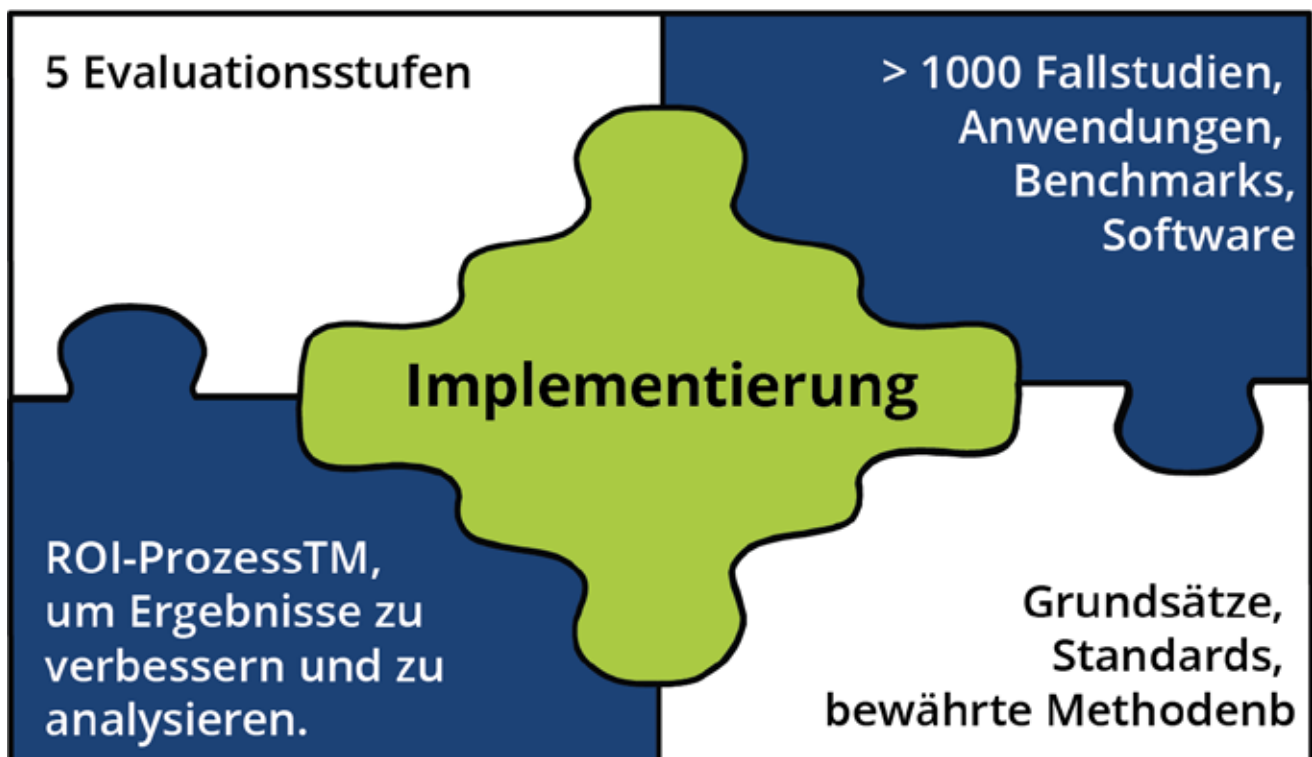 5 Evaluationsstufen
> 1000 Fallstudien,
Anwendungen,
Benchmarks,
Software
Implementierung
ROI-ProzessTM,
um Ergebnisse zu
verbessern und zu
analysieren.
Grundsätze,
Standards,
bewährte Methodenb